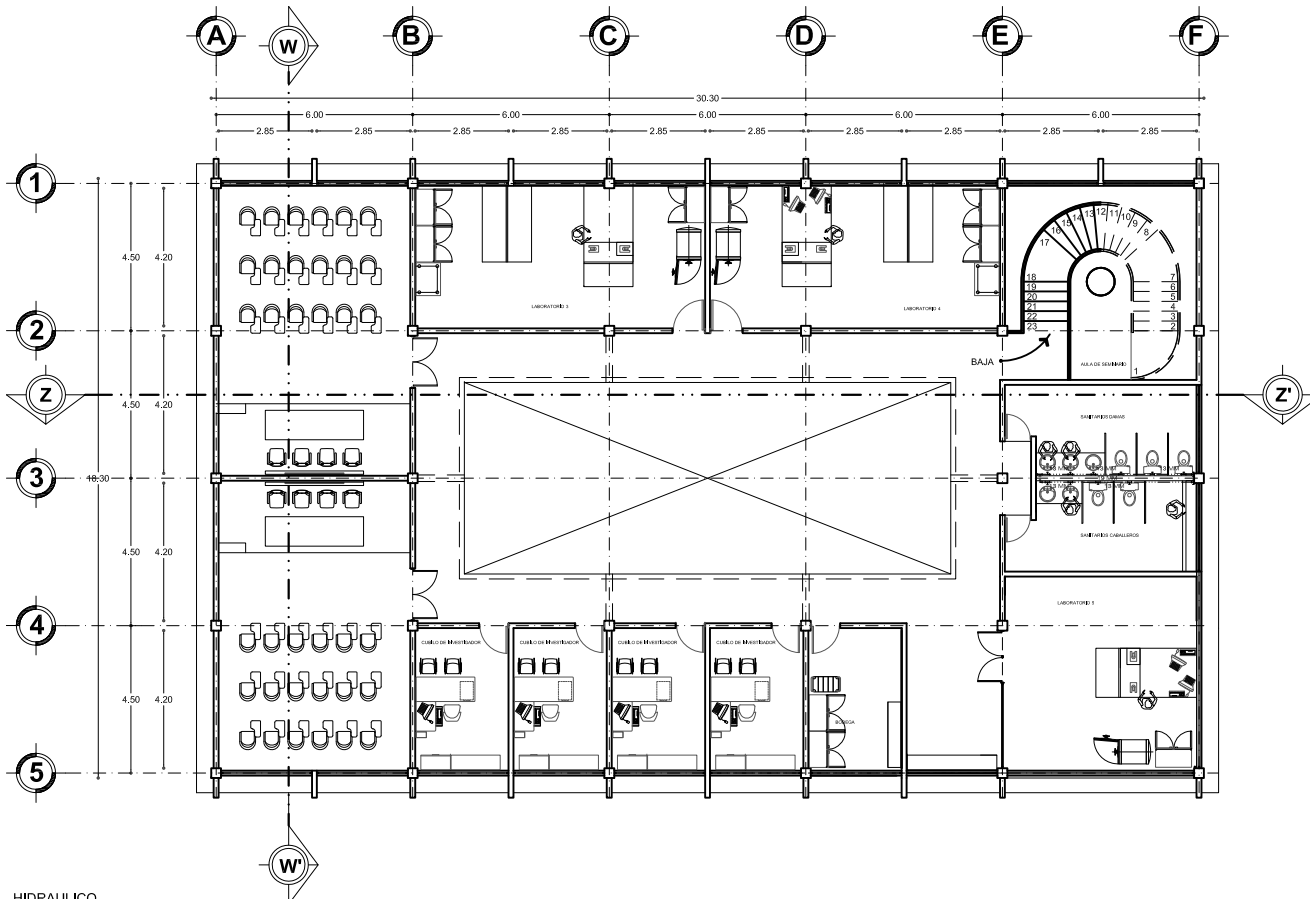 A
W
B
C
D
E
F
30.30
6.00
6.00
6.00
6.00
2.85
2.85
2.85
2.85
2.85
2.85
2.85
2.85
2.85
2.85
1
4.50
4.20
2
4.50
4.20
3
18.30
4.50
4.20
4
4.50
4.20
5
Z
Z'
W'
LABORATORIO 3
LABORATORIO 4
17
16
15
14
13
12
11
10
9
8
18
19
20
21
22
23
7
6
5
4
3
2
1
BAJA
AULA DE SEMINARIO
SANITARIOS DAMAS
SANITARIOS CABALLEROS
LABORATORIO 5
CUBILO DE INVESTIGADOR
CUBILO DE INVESTIGADOR
CUBILO DE INVESTIGADOR
CUBILO DE INVESTIGADOR
BODEGA
HIDRAULICO